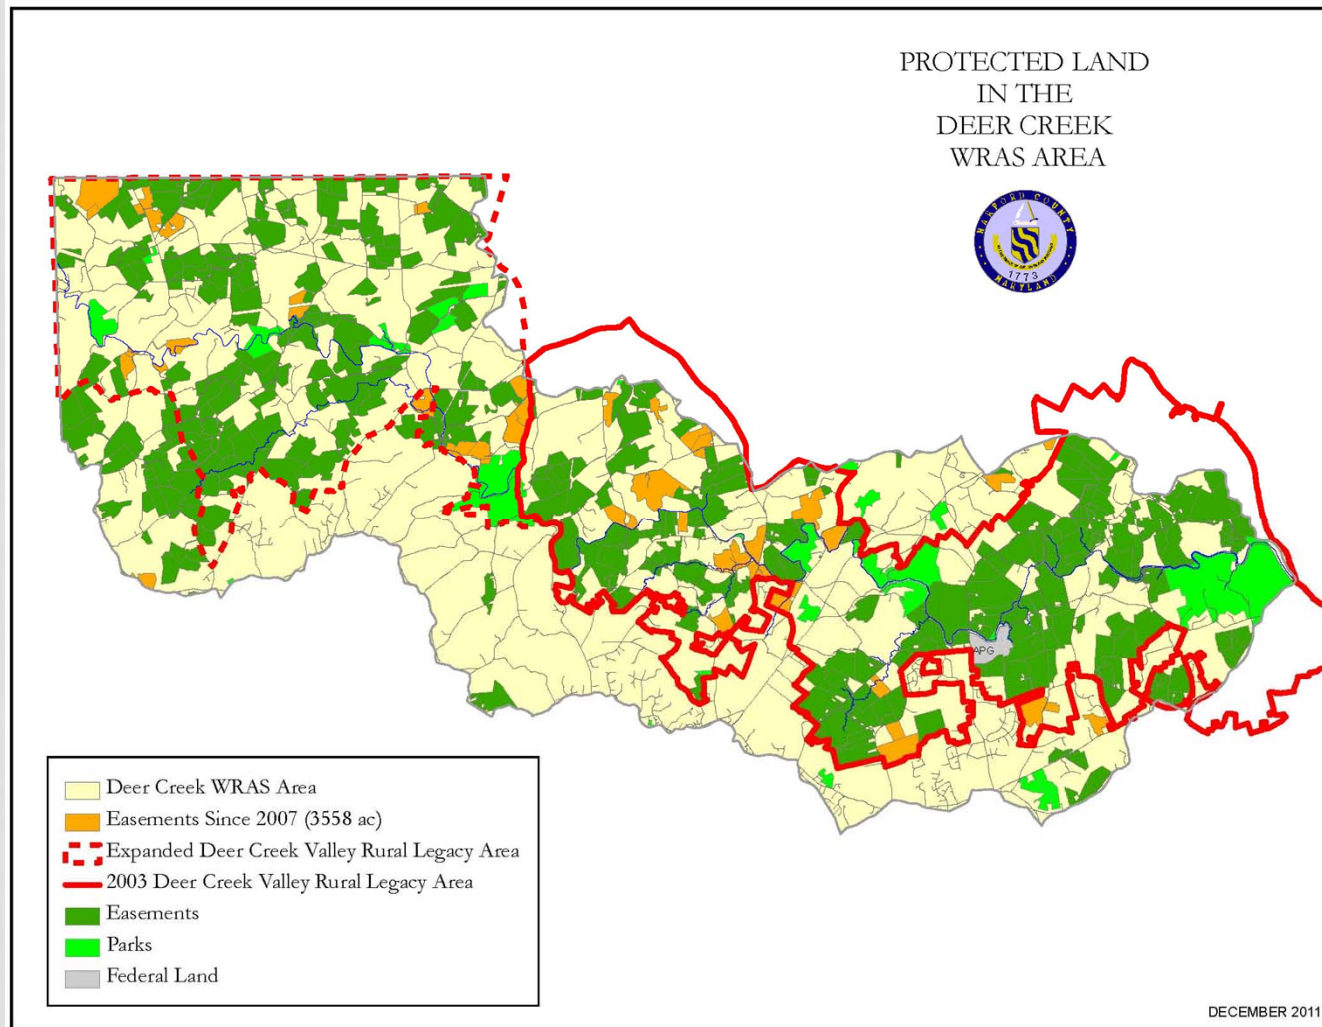 PROTECTED LAND
IN THE
DEER CREEK
WRAS AREA
HARFORD COUNTY
1773
MARYLAND
APG
Deer Creek WRAS Area
Easements Since 2007 (3558 ac)
Expanded Deer Creek Valley Rural Legacy Area
2003 Deer Creek Valley Rural Legacy Area
Easements
Parks
Federal Land
DECEMBER 2011